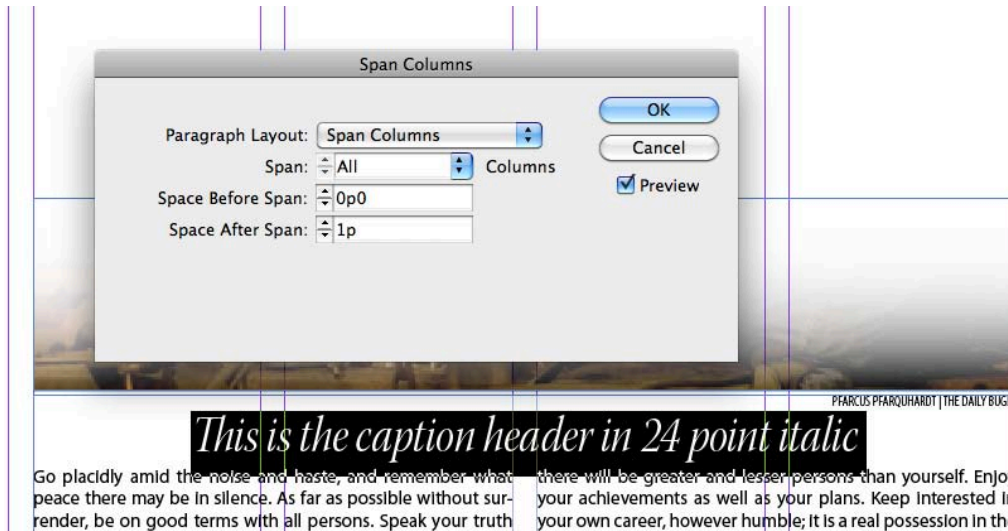 Span Columns
OK
Paragraph Layout: Span Columns
Cancel
Span: All Columns
Preview
Space Before Span: 0p0
Space After Span: 1p
PFARCUS PFARQUHARDT | THE DAILY BUG
This is the caption header in 24 point italic
Go placidly amid the noise and haste, and remember what
peace there may be in silence. As far as possible without sur-
render, be on good terms with all persons. Speak your truth
there will be greater and lesser persons than yourself. Enjo
your achievements as well as your plans. Keep interested i
your own career, however humble; it is a real possession in th